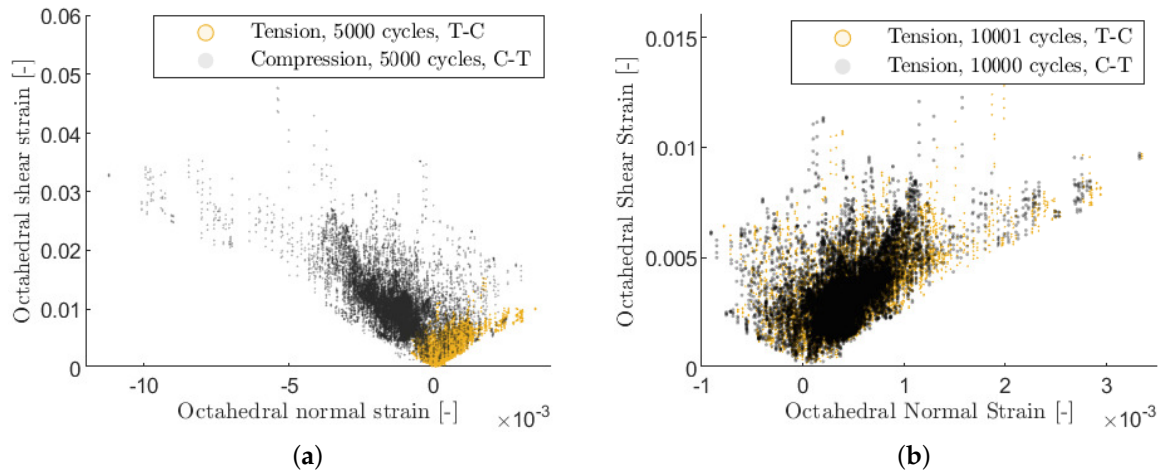 0.06
0.05
0.04
0.03
0.02
0.01
0
Octahedral shear strain [-]
Tension, 5000 cycles, T-C
Compression, 5000 cycles, C-T
-10
-5
0
Octahedral normal strain [-]
×10⁻³
(a)
0.015
0.01
0.005
0
Octahedral Shear Strain [-]
Tension, 10001 cycles, T-C
Tension, 10000 cycles, C-T
-1
0
1
2
3
Octahedral Normal Strain [-]
×10⁻³
(b)